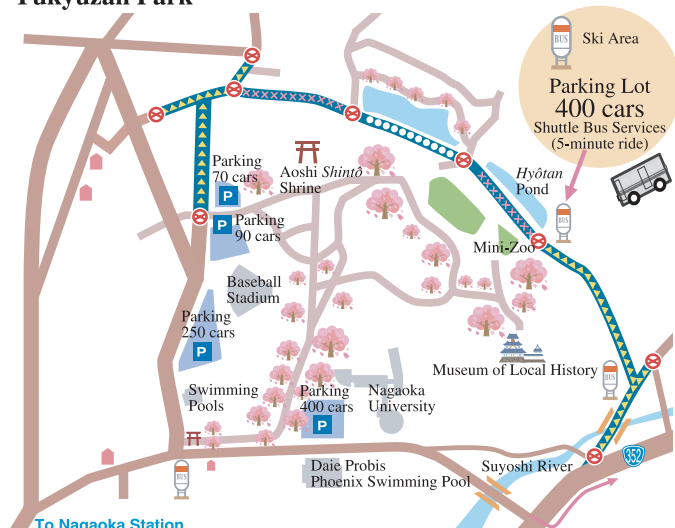 Yukyuzan Park
BUS
Ski Area
Parking Lot
400 cars
Shuttle Bus Services
(5-minute ride)
Parking
70 cars
P
Aoshi Shintô
Shrine
Hyôtan
Pond
BUS
P
Parking
90 cars
Mini-Zoo
Baseball
Stadium
Parking
250 cars
P
Museum of Local History
BUS
Swimming
Pools
Parking
400 cars
P
Nagaoka
University
Daie Probis
Phoenix Swimming Pool
Suyoshi River
352
BUS
To Nagaoka Station